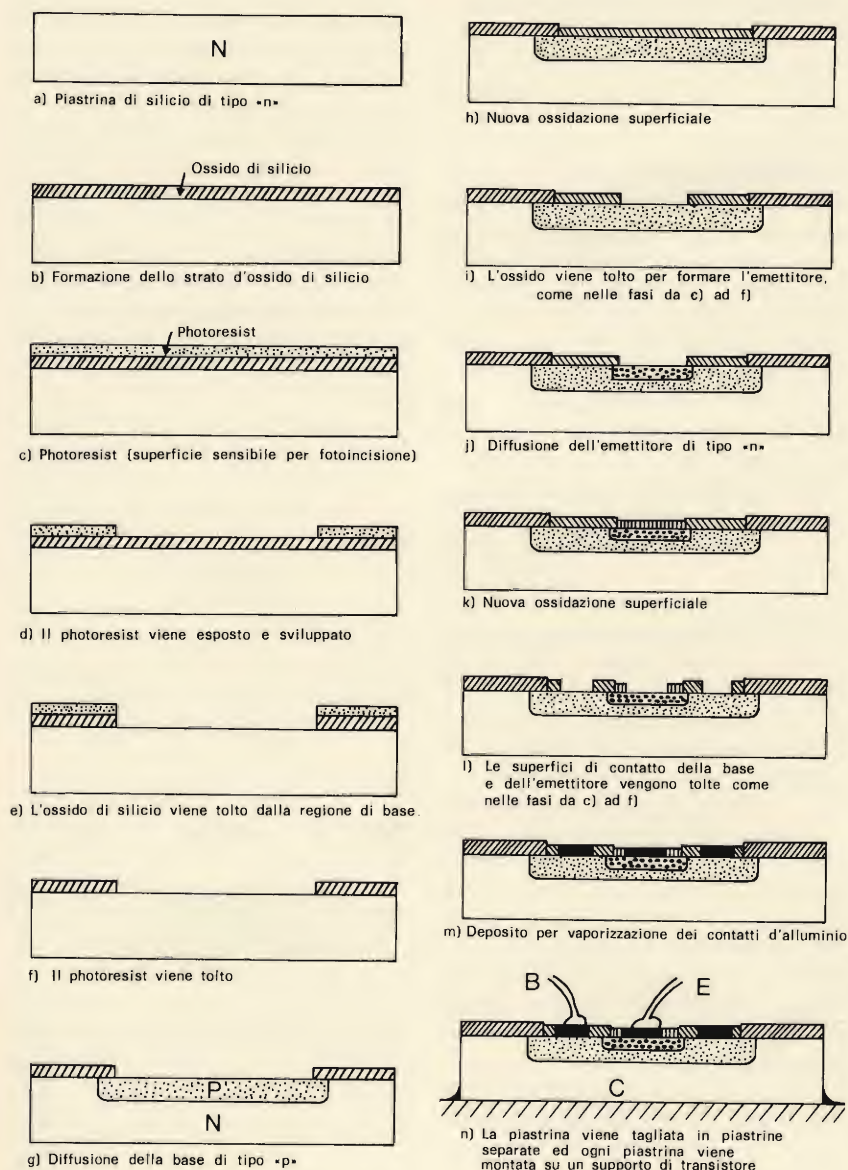 N
a) Piastrina di silicio di tipo «n»
Ossido di silicio
b) Formazione dello strato d'ossido di silicio
Photoresist
c) Photoresist (superficie sensibile per fotoincisione)
d) Il photoresist viene esposto e sviluppato
e) L'ossido di silicio viene tolto dalla regione di base.
f) Il photoresist viene tolto
P
N
g) Diffusione della base di tipo «p»
h) Nuova ossidazione superficiale
i) L'ossido viene tolto per formare l'emettitore,
come nelle fasi da c) ad f)
j) Diffusione dell'emettitore di tipo «n»
k) Nuova ossidazione superficiale
l) Le superfici di contatto della base
e dell'emettitore vengono tolte come
nelle fasi da c) ad f)
m) Deposito per vaporizzazione dei contatti d'alluminio
B E
C
n) La piastrina viene tagliata in piastrine
separate ed ogni piastrina viene
montata su un supporto di transistore